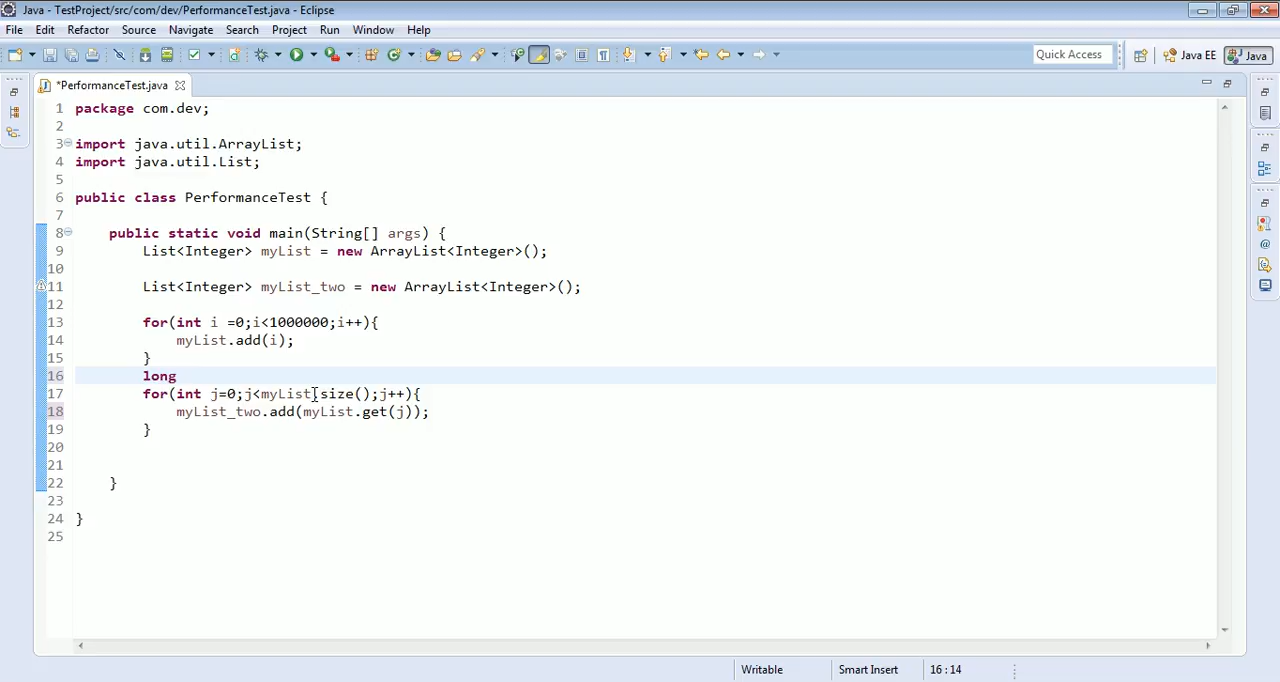 Java - TestProject/src/com/dev/PerformanceTest.java - Eclipse
File Edit Refactor Source Navigate Search Project Run Window Help
Quick Access Java EE Java
*PerformanceTest.java
1 package com.dev;
2
3 import java.util.ArrayList;
4 import java.util.List;
5
6 public class PerformanceTest {
7
8 public static void main(String[] args) {
9 List<Integer> myList = new ArrayList<Integer>();
10
11 List<Integer> myList_two = new ArrayList<Integer>();
12
13 for(int i =0;i<1000000;i++){
14 myList.add(i);
15 }
16 long
17 for(int j=0;j<myList.size();j++){
18 myList_two.add(myList.get(j));
19 }
20
21
22 }
23
24 }
25
Writable Smart Insert 16 : 14